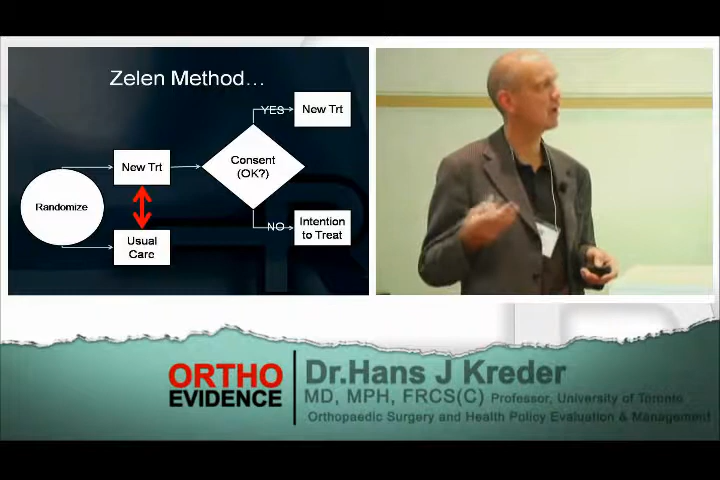 Zelen Method…
YES
New Trt
New Trt
Consent
(OK?)
Randomize
NO
Intention
to Treat
Usual
Care
ORTHO
EVIDENCE
Dr.Hans J Kreder
MD, MPH, FRCS(C) Professor, University of Toronto
Orthopaedic Surgery and Health Policy Evaluation & Management